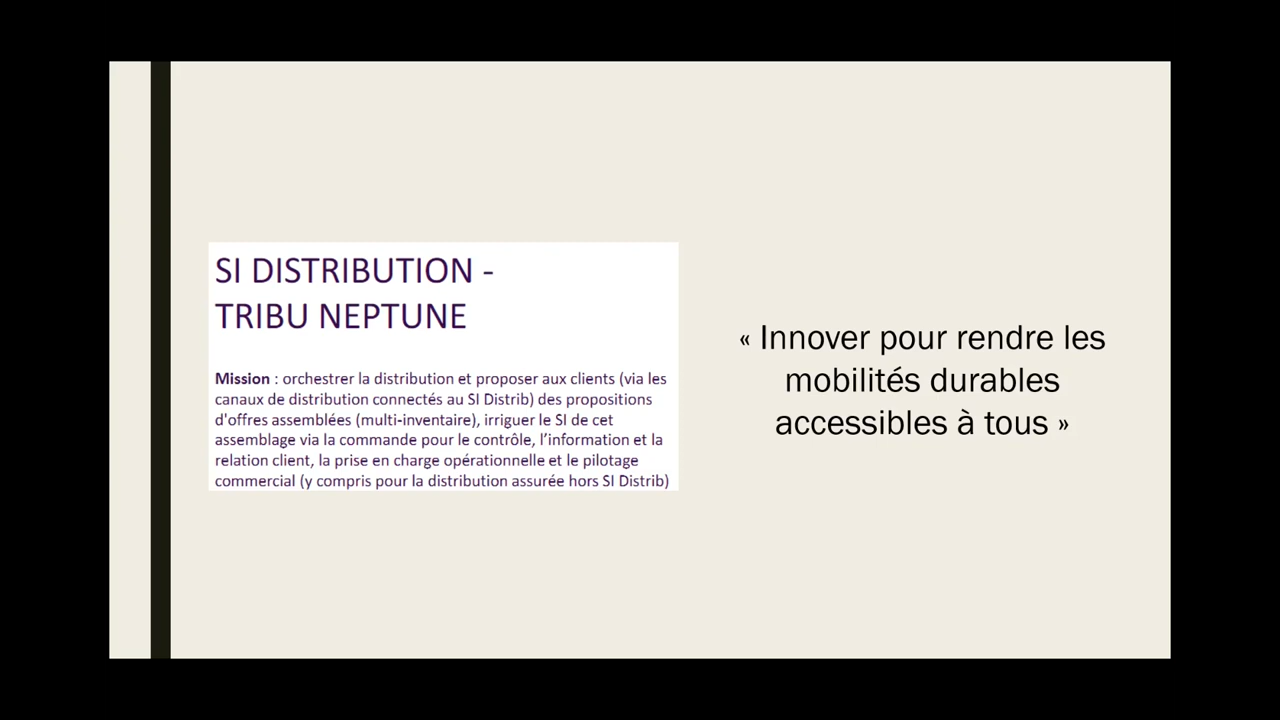 SI DISTRIBUTION -
TRIBU NEPTUNE
Mission : orchestrer la distribution et proposer aux clients (via les
canaux de distribution connectés au SI Distrib) des propositions
d'offres assemblées (multi-inventaire), irriguer le SI de cet
assemblage via la commande pour le contrôle, l’information et la
relation client, la prise en charge opérationnelle et le pilotage
commercial (y compris pour la distribution assurée hors SI Distrib)
« Innover pour rendre les
mobilités durables
accessibles à tous »